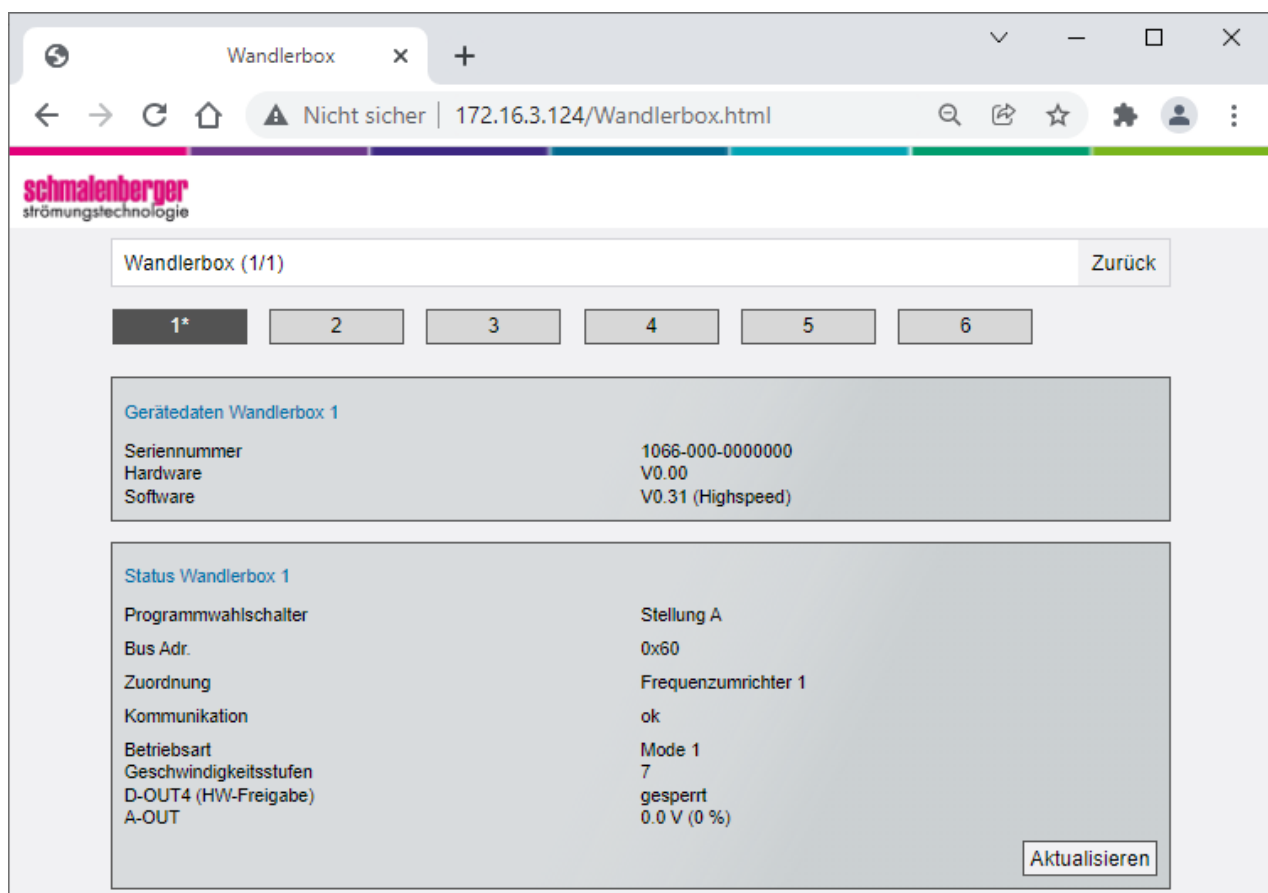 Wandlerbox
Nicht sicher 172.16.3.124/Wandlerbox.html
schmalenberger
strömungstechnologie
Wandlerbox (1/1) Zurück
1* 2 3 4 5 6
Gerätedaten Wandlerbox 1
Seriennummer 1066-000-0000000
Hardware V0.00
Software V0.31 (Highspeed)
Status Wandlerbox 1
Programmwahlschalter Stellung A
Bus Adr. 0x60
Zuordnung Frequenzumrichter 1
Kommunikation ok
Betriebsart Mode 1
Geschwindigkeitsstufen 7
D-OUT4 (HW-Freigabe) gesperrt
A-OUT 0.0 V (0 %)
Aktualisieren